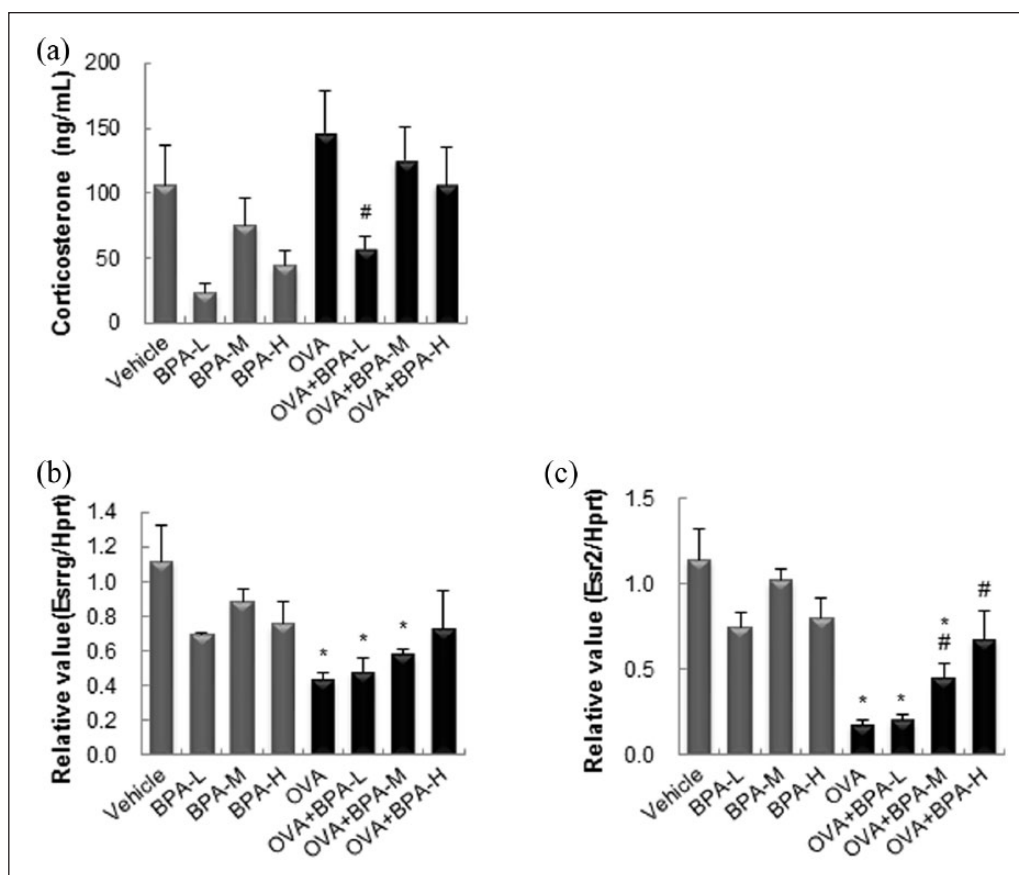 (a)
Corticosterone (ng/mL)
200
150
100
50
0
#
Vehicle
BPA-L
BPA-M
BPA-H
OVA
OVA+BPA-L
OVA+BPA-M
OVA+BPA-H
(b)
Relative value(Esrrg/Hprt)
1.4
1.2
1.0
0.8
0.6
0.4
0.2
0.0
*
*
*
Vehicle
BPA-L
BPA-M
BPA-H
OVA
OVA+BPA-L
OVA+BPA-M
OVA+BPA-H
(c)
Relative value (Esr2/Hprt)
1.5
1.0
0.5
0.0
*
*
*
#
#
Vehicle
BPA-L
BPA-M
BPA-H
OVA
OVA+BPA-L
OVA+BPA-M
OVA+BPA-H